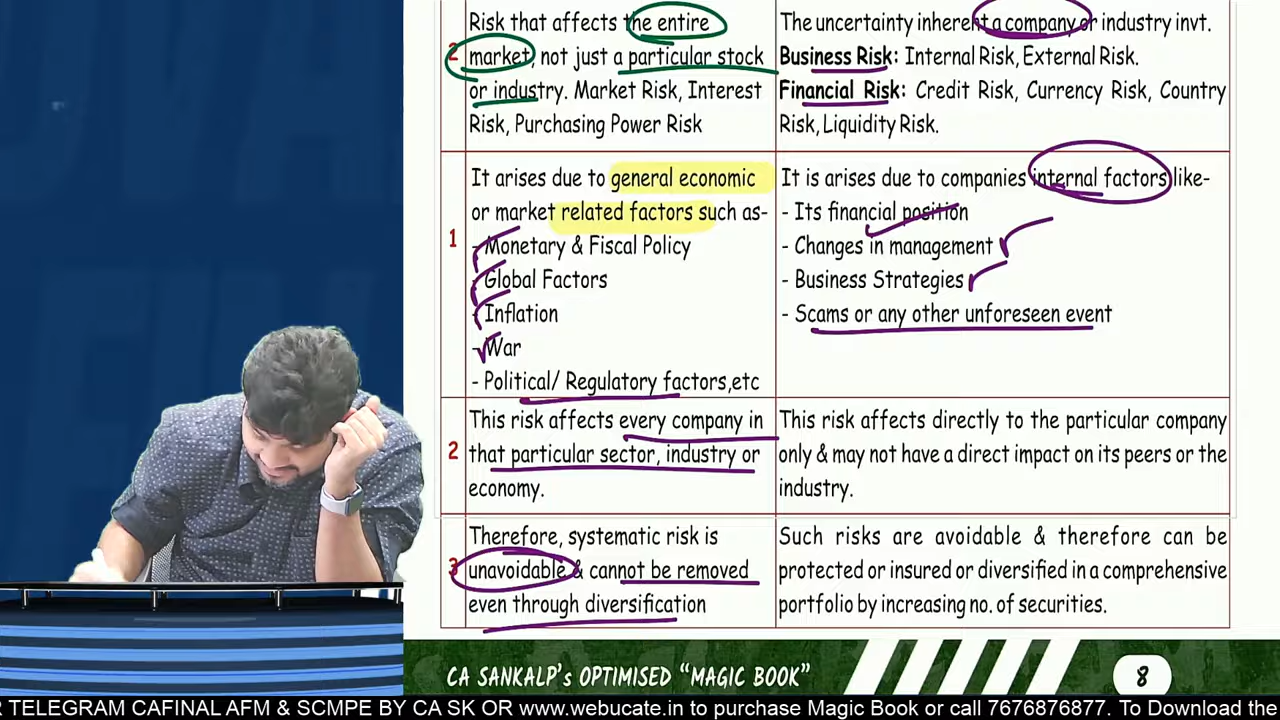 2
Risk that affects the entire
market, not just a particular stock
or industry. Market Risk, Interest
Risk, Purchasing Power Risk
The uncertainty inherent a company or industry invt.
Business Risk: Internal Risk, External Risk.
Financial Risk: Credit Risk, Currency Risk, Country
Risk, Liquidity Risk.
1
It arises due to general economic
or market related factors such as-
- Monetary & Fiscal Policy
- Global Factors
- Inflation
- War
- Political/ Regulatory factors,etc
It is arises due to companies internal factors like-
- Its financial position
- Changes in management
- Business Strategies
- Scams or any other unforeseen event
2
This risk affects every company in
that particular sector, industry or
economy.
This risk affects directly to the particular company
only & may not have a direct impact on its peers or the
industry.
3
Therefore, systematic risk is
unavoidable & cannot be removed
even through diversification
Such risks are avoidable & therefore can be
protected or insured or diversified in a comprehensive
portfolio by increasing no. of securities.
CA SANKALP's OPTIMISED "MAGIC BOOK"
8
R TELEGRAM CAFINAL AFM & SCMPE BY CA SK OR www.webucate.in to purchase Magic Book or call 7676876877. To Download the